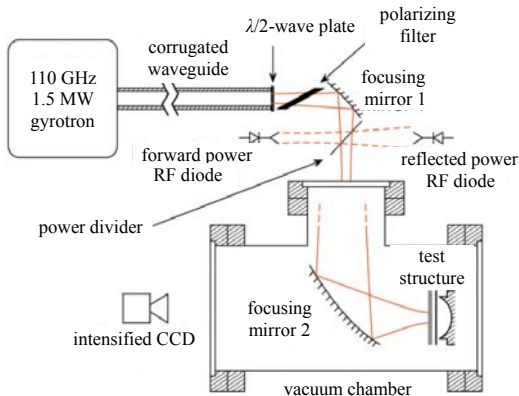 λ/2-wave plate
polarizing
filter
corrugated
waveguide
110 GHz
1.5 MW
gyrotron
focusing
mirror 1
forward power
RF diode
reflected power
RF diode
power divider
test
structure
focusing
mirror 2
intensified CCD
vacuum chamber